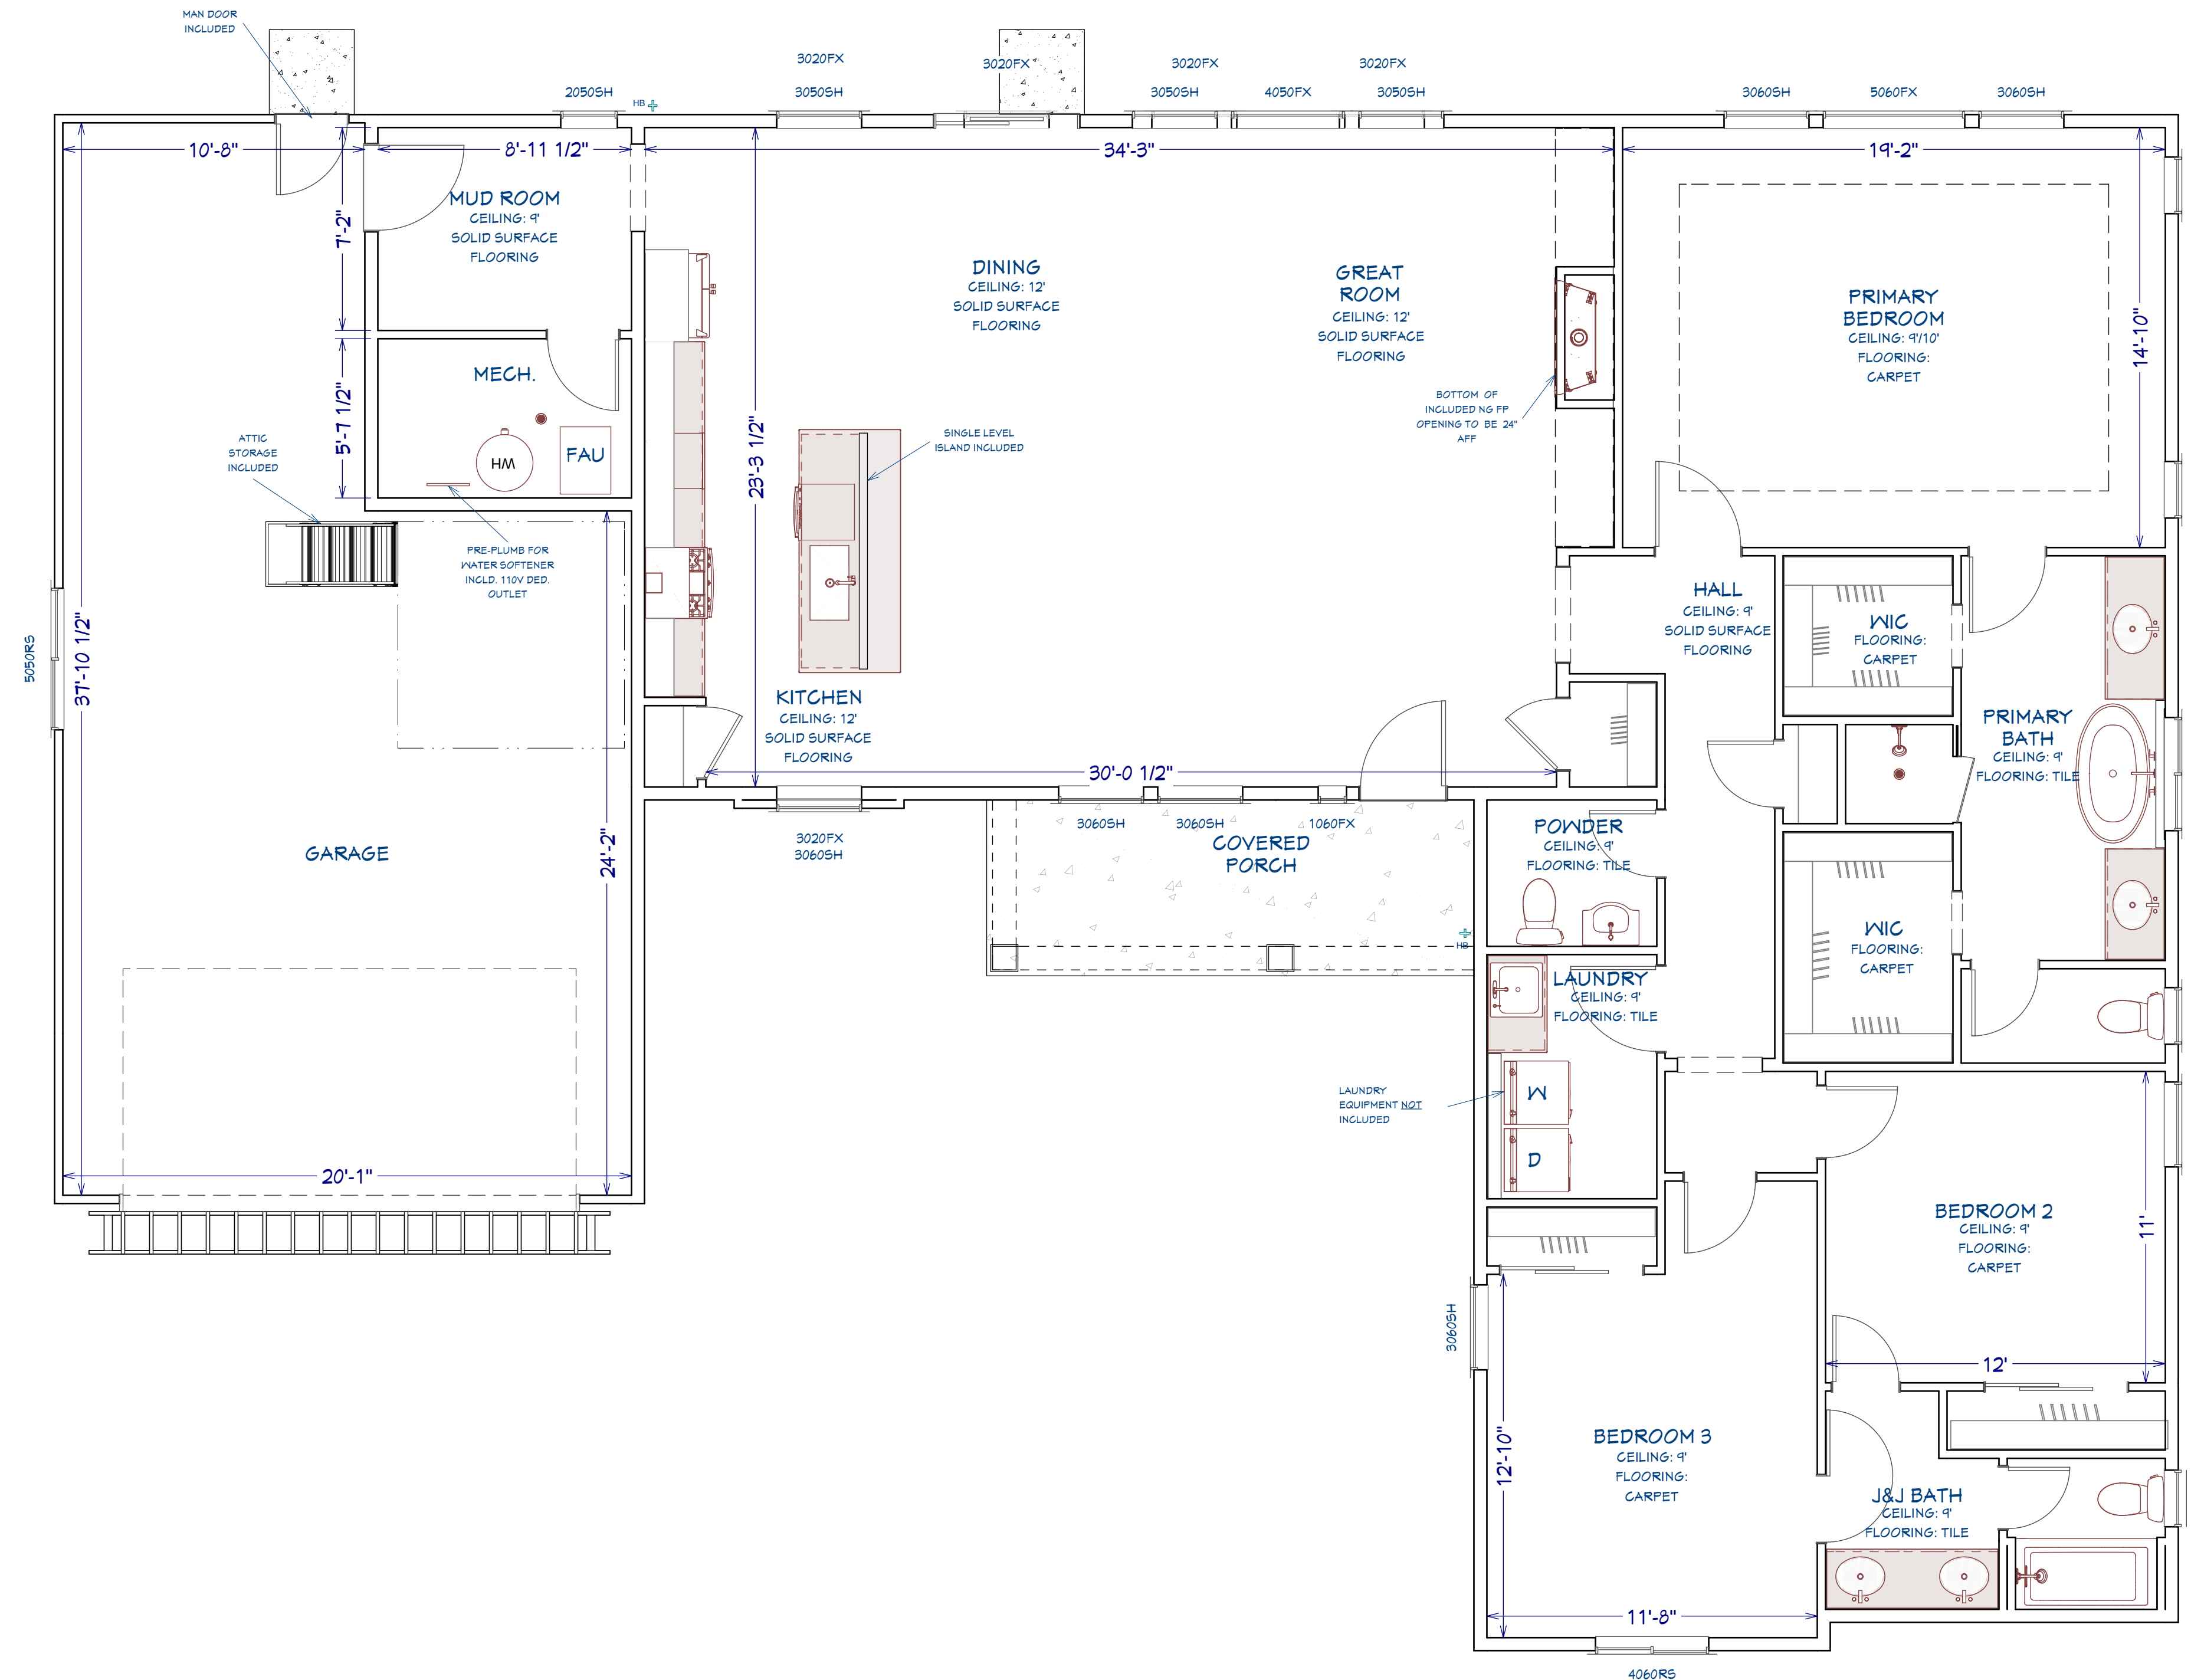 MAN DOOR
INCLUDED
3020FX
3020FX
3020FX
3020FX
2050SH
HB
3050SH
3050SH
4050FX
3050SH
3060SH
5060FX
3060SH
10'-8"
8'-11 1/2"
34'-3"
19'-2"
MUD ROOM
CEILING: 9'
SOLID SURFACE
FLOORING
7'-2"
DINING
CEILING: 12'
SOLID SURFACE
FLOORING
GREAT
ROOM
CEILING: 12'
SOLID SURFACE
FLOORING
PRIMARY
BEDROOM
CEILING: 9'/10'
FLOORING:
CARPET
14'-10"
MECH.
5'-7 1/2"
WH
FAU
BB
23'-3 1/2"
SINGLE LEVEL
ISLAND INCLUDED
BOTTOM OF
INCLUDED NG FP
OPENING TO BE 24"
AFF
ATTIC
STORAGE
INCLUDED
PRE-PLUMB FOR
WATER SOFTENER
INCLD. 110V DED.
OUTLET
5050RS
37'-10 1/2"
HALL
CEILING: 9'
SOLID SURFACE
FLOORING
WIC
FLOORING:
CARPET
KITCHEN
CEILING: 12'
SOLID SURFACE
FLOORING
30'-0 1/2"
PRIMARY
BATH
CEILING: 9'
FLOORING: TILE
GARAGE
24'-2"
3020FX
3060SH
3060SH
3060SH
1060FX
COVERED
PORCH
HB
POWDER
CEILING: 9'
FLOORING: TILE
WIC
FLOORING:
CARPET
LAUNDRY
CEILING: 9'
FLOORING: TILE
LAUNDRY
EQUIPMENT NOT
INCLUDED
W
D
20'-1"
BEDROOM 2
CEILING: 9'
FLOORING:
CARPET
11'
12'
3060SH
12'-10"
BEDROOM 3
CEILING: 9'
FLOORING:
CARPET
J&J BATH
CEILING: 9'
FLOORING: TILE
11'-8"
4060RS